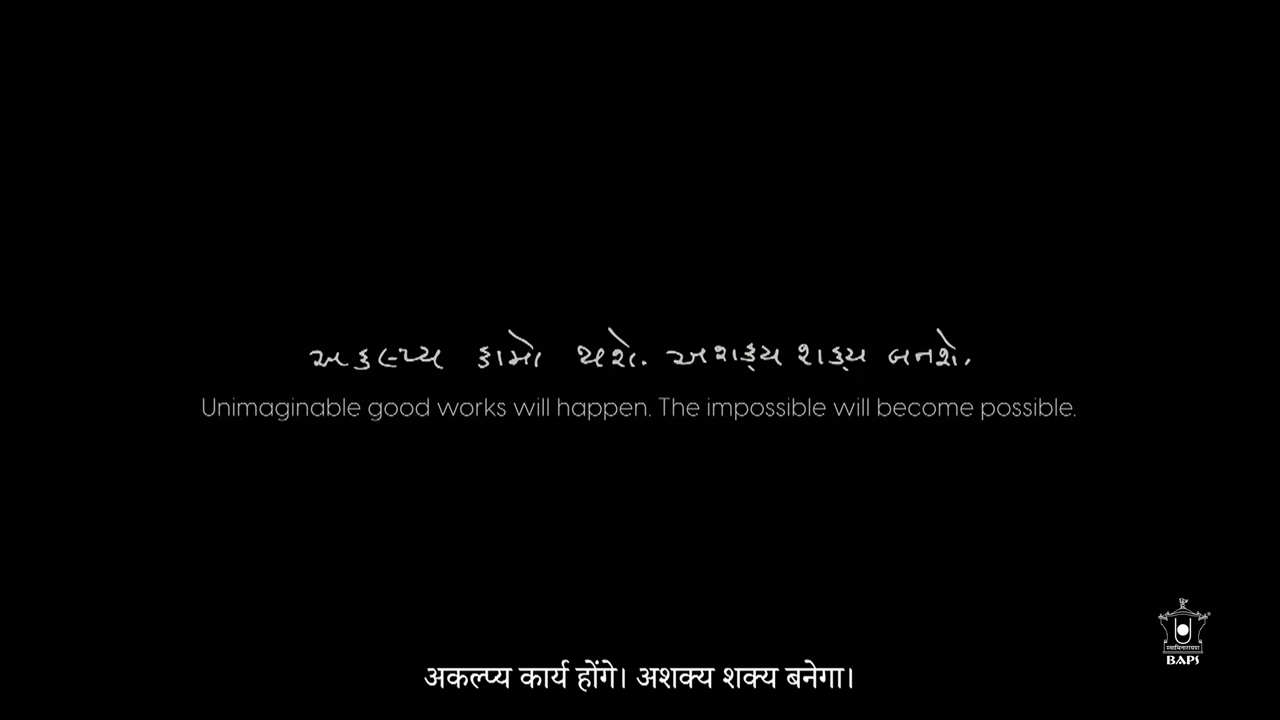 અકલ્પ્ય કામો થશે. અશક્ય શક્ય બનશે.
Unimaginable good works will happen. The impossible will become possible.
स्वामिनारायण
BAPS
अकल्प्य कार्य होंगे। अशक्य शक्य बनेगा।